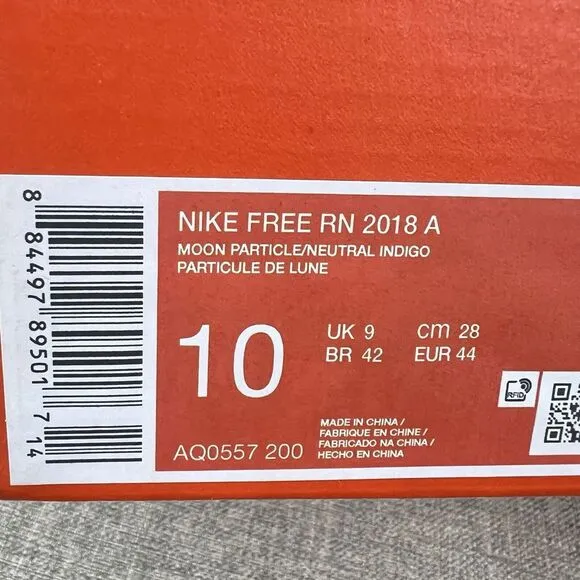 8 84497 89501 7 14
NIKE FREE RN 2018 A
MOON PARTICLE/NEUTRAL INDIGO
PARTICULE DE LUNE
10
UK 9 cm 28
BR 42 EUR 44
RFID
AQ0557 200
MADE IN CHINA/
FABRIQUE EN CHINE/
FABRICADO NA CHINA/
HECHO EN CHINA